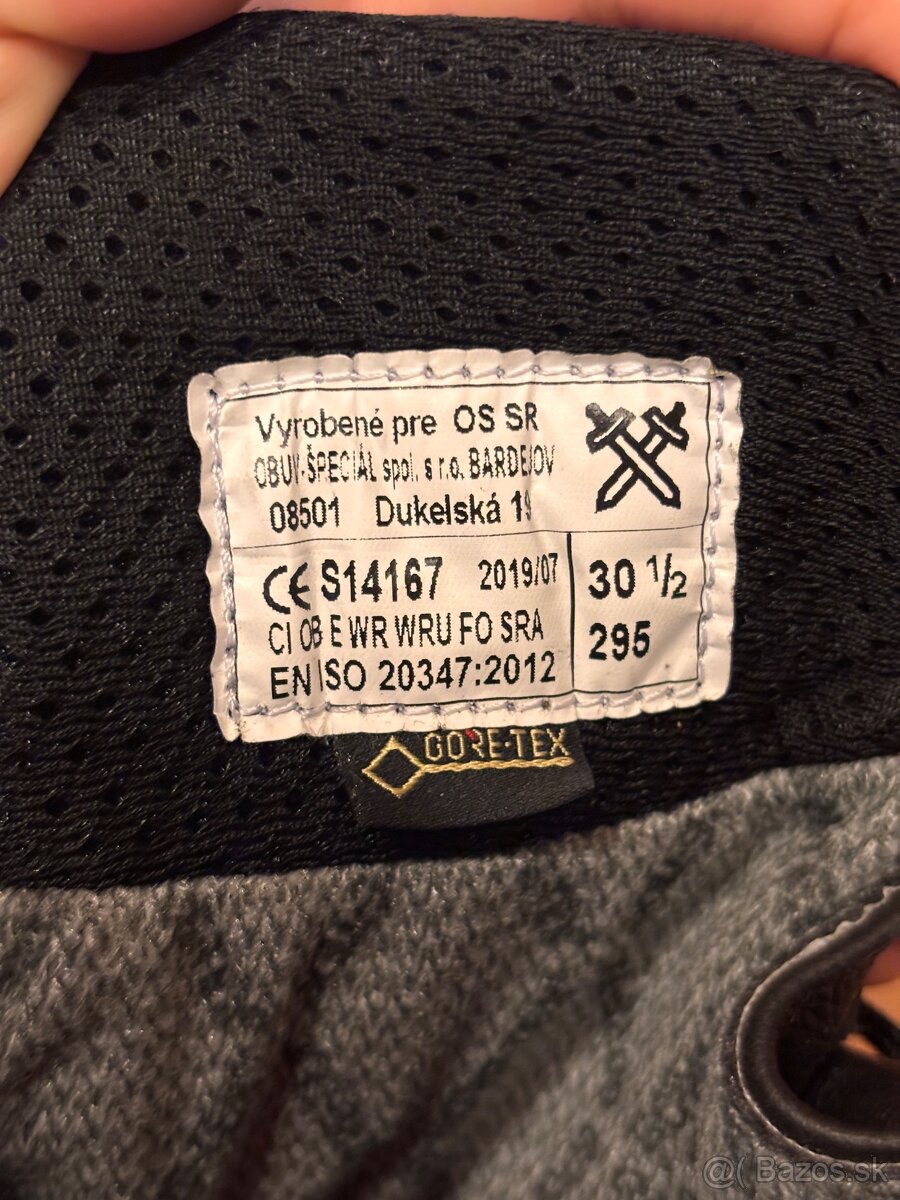 Vyrobené pre OS SR
OBUV-ŠPECIÁL spol. s r.o. BARDEJOV
08501 Dukelská 19
CE S14167 2019/07
CI OB E WR WRU FO SRA
EN ISO 20347:2012
30 1/2
295
GORE-TEX
@( Bazos.sk